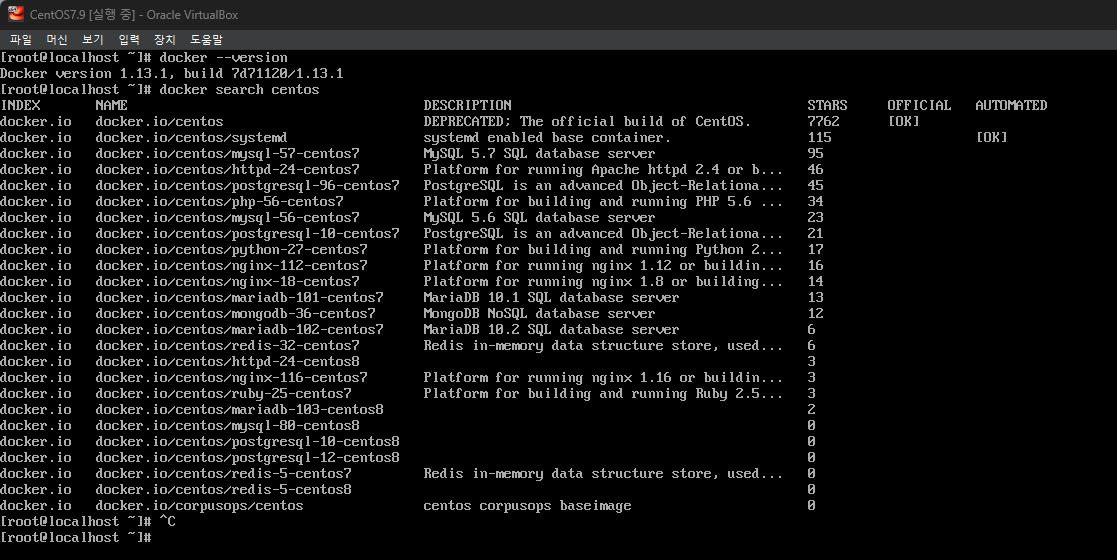 CentOS7.9 [실행 중] - Oracle VirtualBox
파일 머신 보기 입력 장치 도움말
[root@localhost ~]# docker --version
Docker version 1.13.1, build 7d71120/1.13.1
[root@localhost ~]# docker search centos
INDEX NAME DESCRIPTION STARS OFFICIAL AUTOMATED
docker.io docker.io/centos DEPRECATED; The official build of CentOS. 7762 [OK]
docker.io docker.io/centos/systemd systemd enabled base container. 115 [OK]
docker.io docker.io/centos/mysql-57-centos7 MySQL 5.7 SQL database server 95
docker.io docker.io/centos/httpd-24-centos7 Platform for running Apache httpd 2.4 or b... 46
docker.io docker.io/centos/postgresql-96-centos7 PostgreSQL is an advanced Object-Relationa... 45
docker.io docker.io/centos/php-56-centos7 Platform for building and running PHP 5.6 ... 34
docker.io docker.io/centos/mysql-56-centos7 MySQL 5.6 SQL database server 23
docker.io docker.io/centos/postgresql-10-centos7 PostgreSQL is an advanced Object-Relationa... 21
docker.io docker.io/centos/python-27-centos7 Platform for building and running Python 2... 17
docker.io docker.io/centos/nginx-112-centos7 Platform for running nginx 1.12 or buildin... 16
docker.io docker.io/centos/nginx-18-centos7 Platform for running nginx 1.8 or building... 14
docker.io docker.io/centos/mariadb-101-centos7 MariaDB 10.1 SQL database server 13
docker.io docker.io/centos/mongodb-36-centos7 MongoDB NoSQL database server 12
docker.io docker.io/centos/mariadb-102-centos7 MariaDB 10.2 SQL database server 6
docker.io docker.io/centos/redis-32-centos7 Redis in-memory data structure store, used... 6
docker.io docker.io/centos/httpd-24-centos8 3
docker.io docker.io/centos/nginx-116-centos7 Platform for running nginx 1.16 or buildin... 3
docker.io docker.io/centos/ruby-25-centos7 Platform for building and running Ruby 2.5... 3
docker.io docker.io/centos/mariadb-103-centos8 2
docker.io docker.io/centos/mysql-80-centos8 0
docker.io docker.io/centos/postgresql-10-centos8 0
docker.io docker.io/centos/postgresql-12-centos8 0
docker.io docker.io/centos/redis-5-centos7 Redis in-memory data structure store, used... 0
docker.io docker.io/centos/redis-5-centos8 0
docker.io docker.io/corpusops/centos centos corpusops baseimage 0
[root@localhost ~]# ^C
[root@localhost ~]#